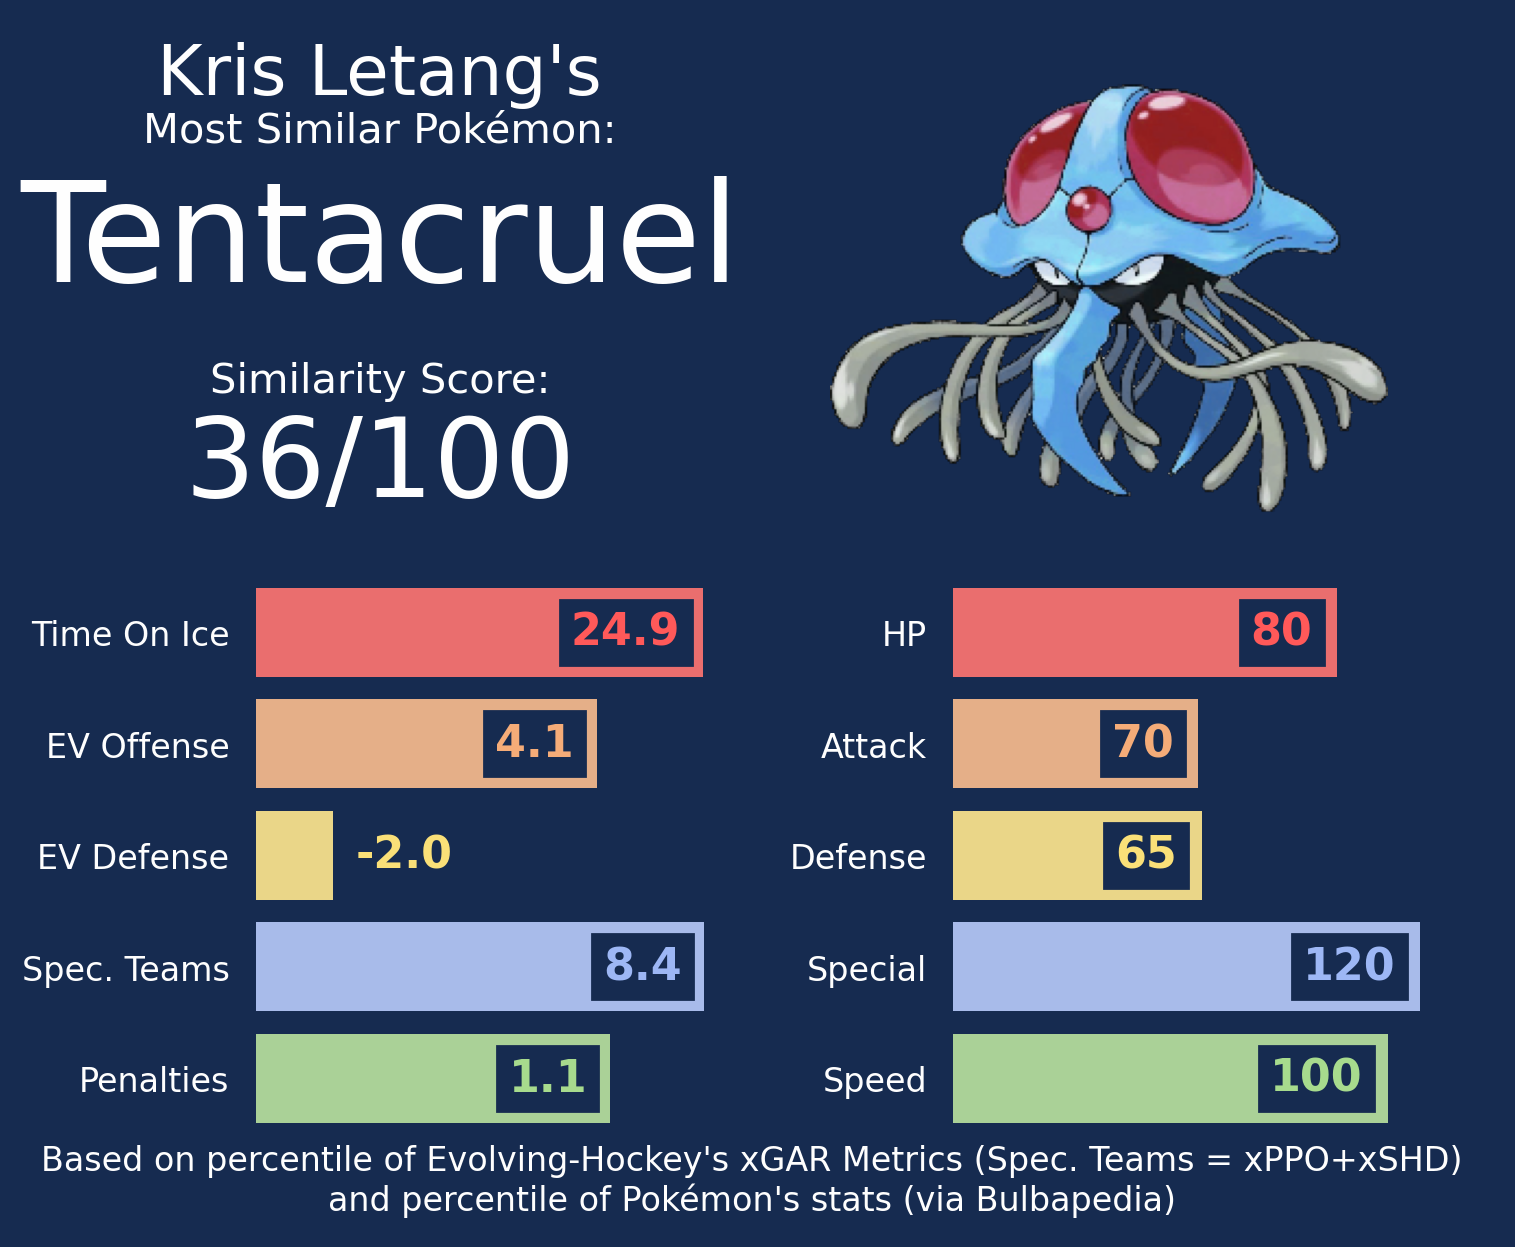 Kris Letang's
Most Similar Pokémon:
Tentacruel
Similarity Score:
36/100
Time On Ice 24.9
EV Offense 4.1
EV Defense -2.0
Spec. Teams 8.4
Penalties 1.1
HP 80
Attack 70
Defense 65
Special 120
Speed 100
Based on percentile of Evolving-Hockey's xGAR Metrics (Spec. Teams = xPPO+xSHD)
and percentile of Pokémon's stats (via Bulbapedia)